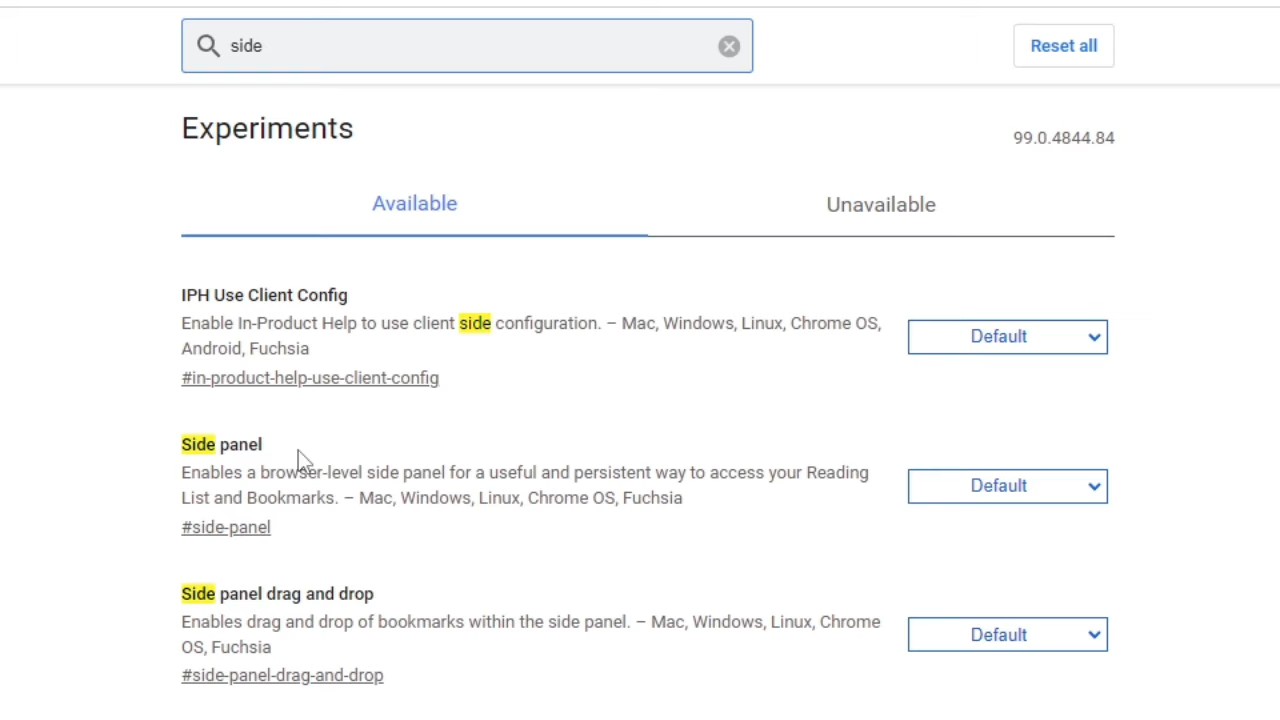 side
Reset all
Experiments
99.0.4844.84
Available
Unavailable
IPH Use Client Config
Enable In-Product Help to use client side configuration. – Mac, Windows, Linux, Chrome OS,
Android, Fuchsia
#in-product-help-use-client-config
Default
Side panel
Enables a browser-level side panel for a useful and persistent way to access your Reading
List and Bookmarks. – Mac, Windows, Linux, Chrome OS, Fuchsia
#side-panel
Default
Side panel drag and drop
Enables drag and drop of bookmarks within the side panel. – Mac, Windows, Linux, Chrome
OS, Fuchsia
#side-panel-drag-and-drop
Default